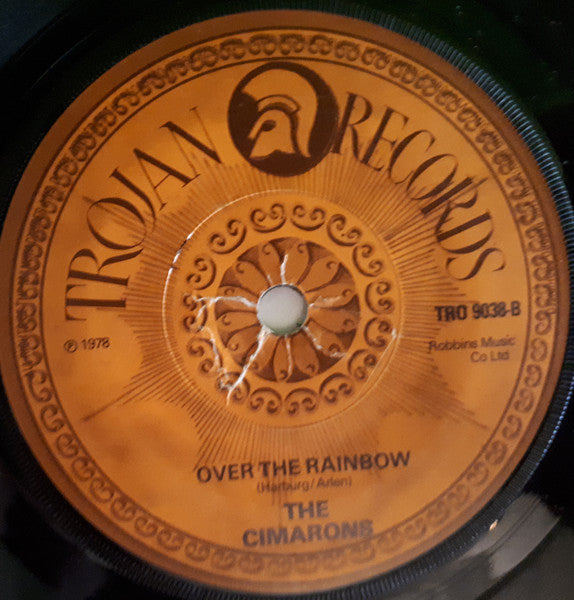 TROJAN RECORDS
TRO 9038-B
℗ 1978
Robbins Music
Co Ltd
OVER THE RAINBOW
(Harburg/Arlen)
THE
CIMARONS